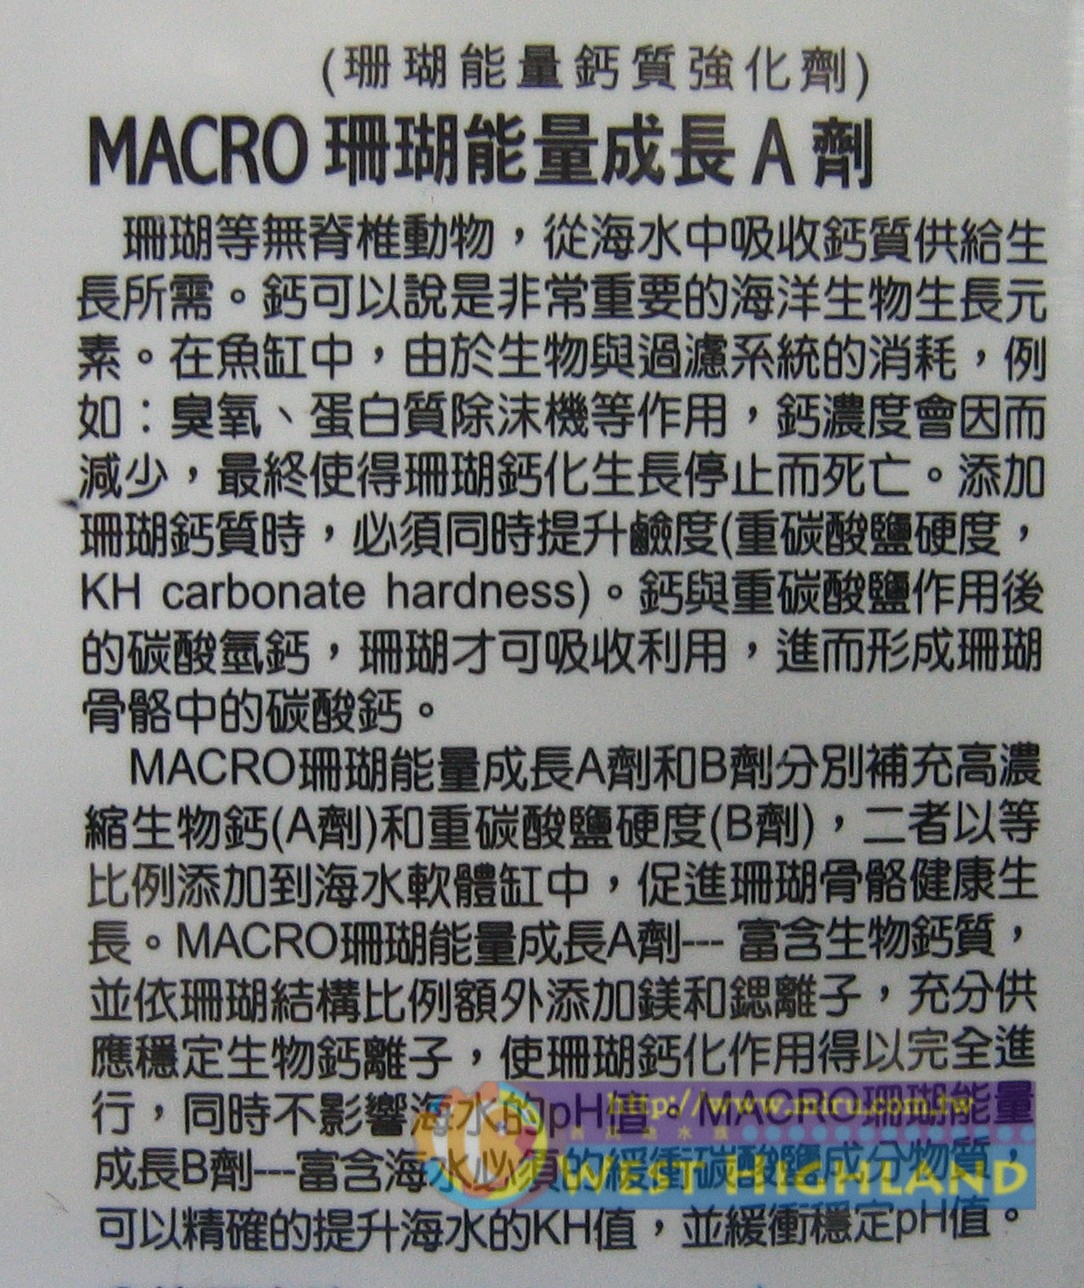 (珊瑚能量鈣質強化劑)
MACRO 珊瑚能量成長 A 劑
珊瑚等無脊椎動物，從海水中吸收鈣質供給生
長所需。鈣可以說是非常重要的海洋生物生長元
素。在魚缸中，由於生物與過濾系統的消耗，例
如：臭氧、蛋白質除沫機等作用，鈣濃度會因而
減少，最終使得珊瑚鈣化生長停止而死亡。添加
珊瑚鈣質時，必須同時提升鹼度(重碳酸鹽硬度，
KH carbonate hardness)。鈣與重碳酸鹽作用後
的碳酸氫鈣，珊瑚才可吸收利用，進而形成珊瑚
骨骼中的碳酸鈣。
MACRO珊瑚能量成長A劑和B劑分別補充高濃
縮生物鈣(A劑)和重碳酸鹽硬度(B劑)，二者以等
比例添加到海水軟體缸中，促進珊瑚骨骼健康生
長。MACRO珊瑚能量成長A劑--- 富含生物鈣質，
並依珊瑚結構比例額外添加鎂和鍶離子，充分供
應穩定生物鈣離子，使珊瑚鈣化作用得以完全進
行，同時不影響海水的pH值。MACRO珊瑚能量
成長B劑---富含海水必須的緩衝碳酸鹽成分物質，
可以精確的提升海水的KH值，並緩衝穩定pH值。
http://www.niru.com.tw
WEST HIGHLAND